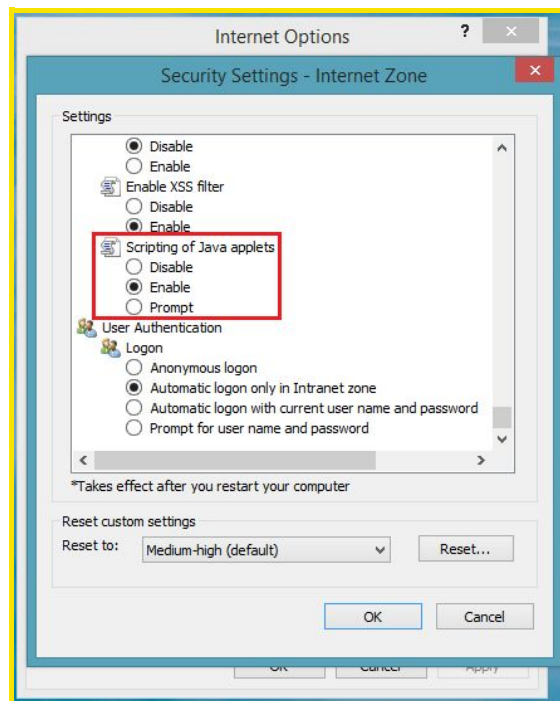 Internet Options
?
Security Settings - Internet Zone
Settings
Disable
Enable
Enable XSS filter
Disable
Enable
Scripting of Java applets
Disable
Enable
Prompt
User Authentication
Logon
Anonymous logon
Automatic logon only in Intranet zone
Automatic logon with current user name and password
Prompt for user name and password
*Takes effect after you restart your computer
Reset custom settings
Reset to: Medium-high (default) Reset...
OK Cancel
OK Cancel Apply